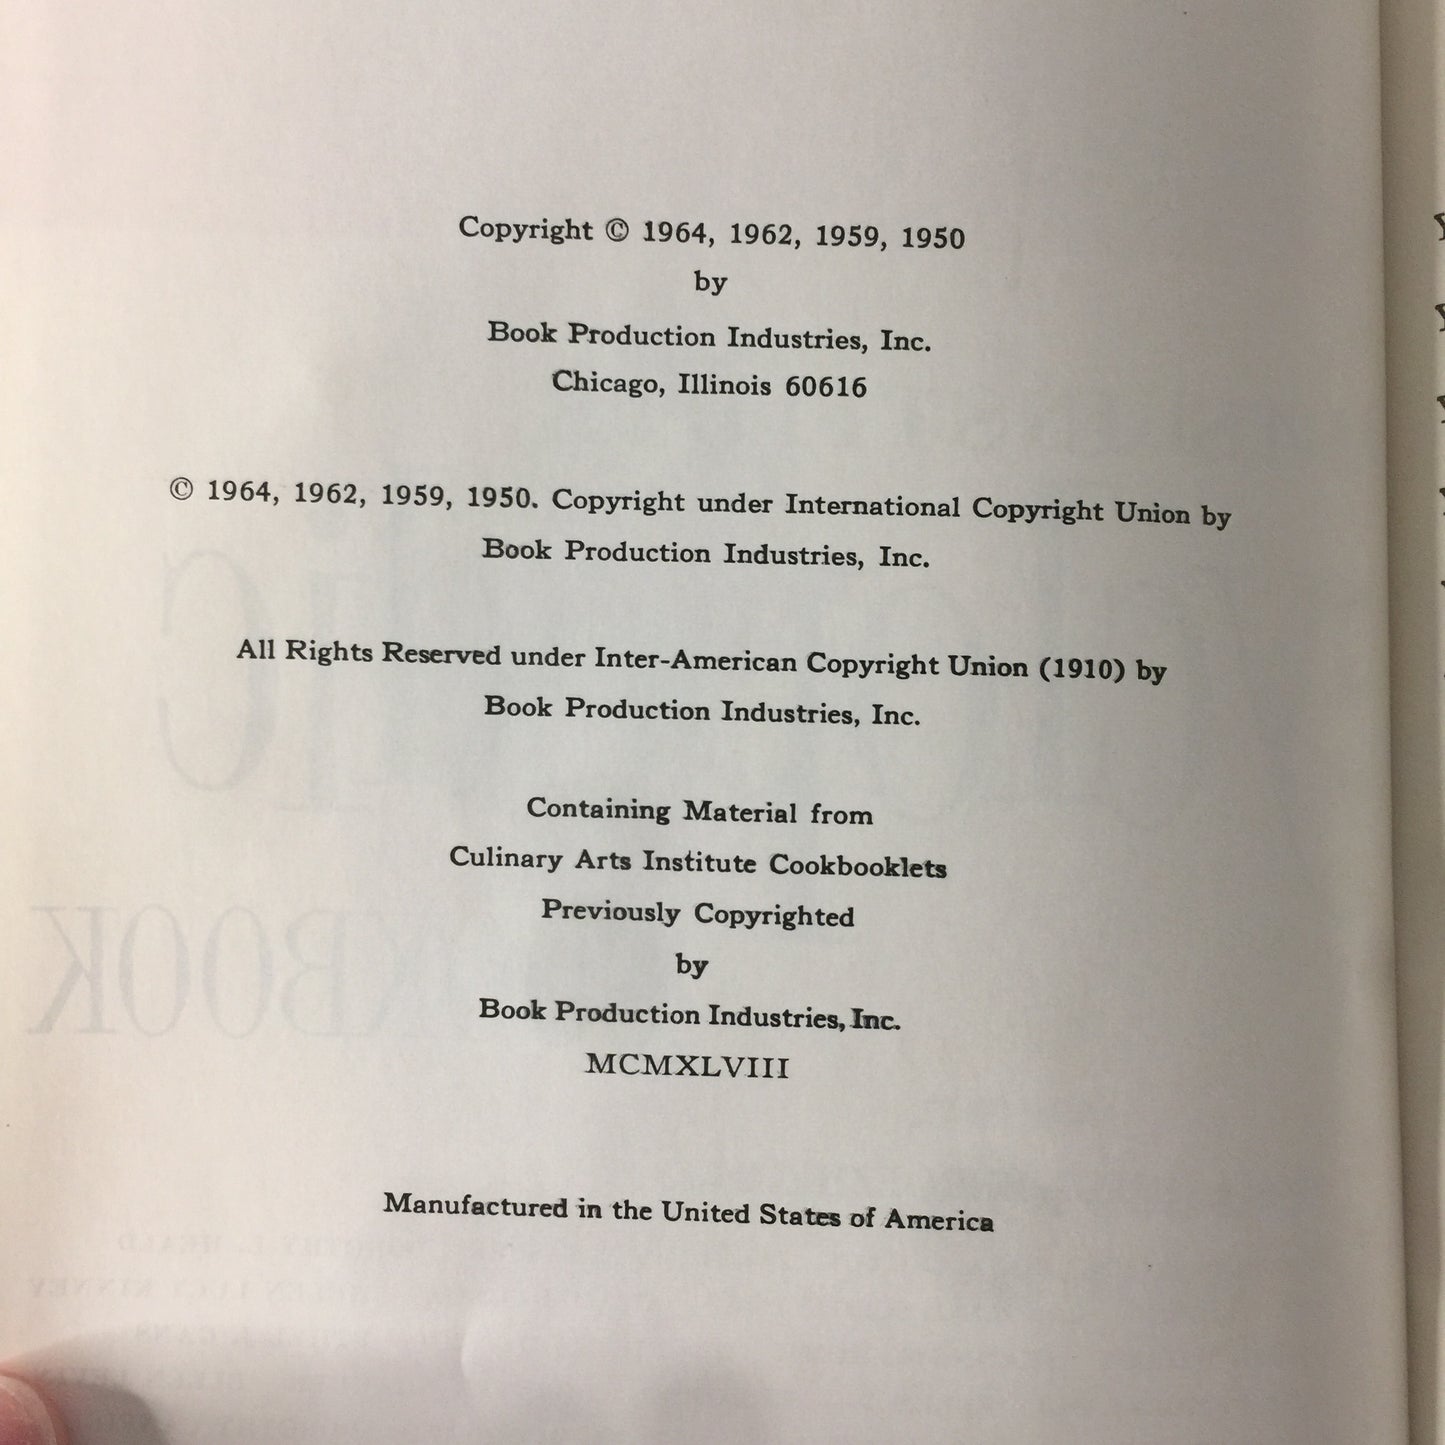 Copyright © 1964, 1962, 1959, 1950
by
Book Production Industries, Inc.
Chicago, Illinois 60616
© 1964, 1962, 1959, 1950. Copyright under International Copyright Union by
Book Production Industries, Inc.
All Rights Reserved under Inter-American Copyright Union (1910) by
Book Production Industries, Inc.
Containing Material from
Culinary Arts Institute Cookbooklets
Previously Copyrighted
by
Book Production Industries, Inc.
MCMXLVIII
Manufactured in the United States of America